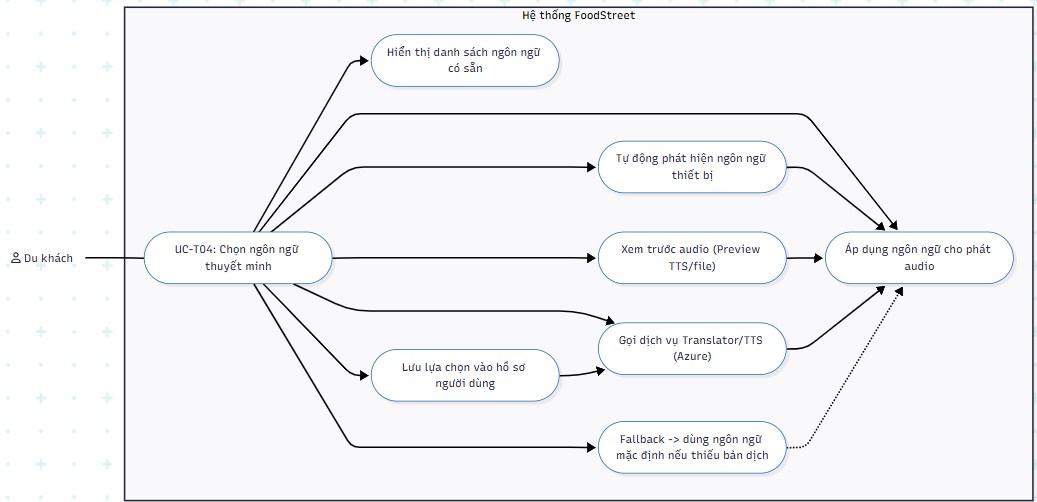 Hệ thống FoodStreet
Hiển thị danh sách ngôn ngữ
có sẵn
Tự động phát hiện ngôn ngữ
thiết bị
Du khách
UC-T04: Chọn ngôn ngữ
thuyết minh
Xem trước audio (Preview
TTS/file)
Áp dụng ngôn ngữ cho phát
audio
Gọi dịch vụ Translator/TTS
(Azure)
Lưu lựa chọn vào hồ sơ
người dùng
Fallback -> dùng ngôn ngữ
mặc định nếu thiếu bản dịch